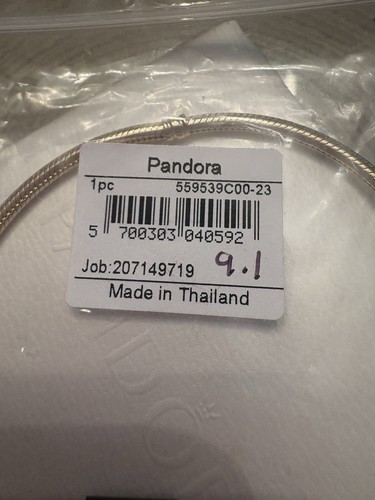 Pandora
1pc 559539C00-23
5 700303 040592
Job:207149719 9.1
Made in Thailand